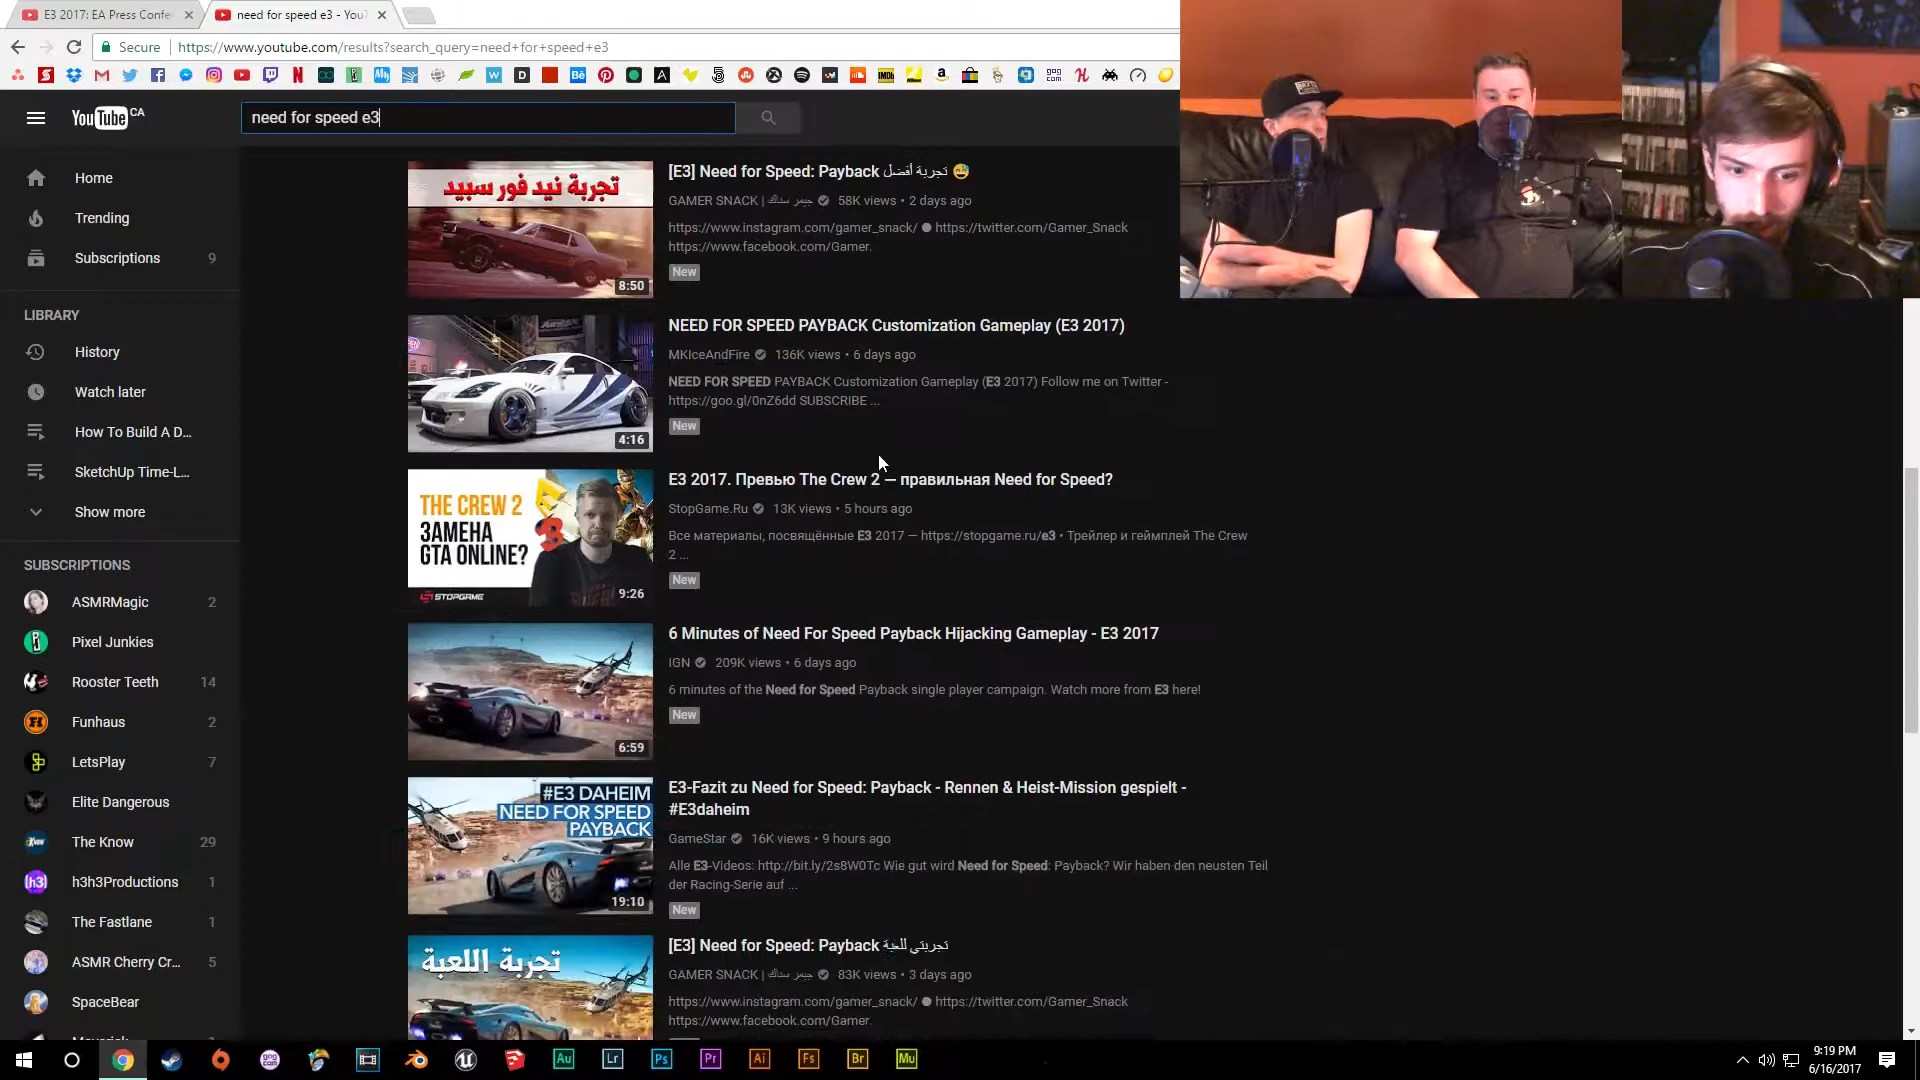 E3 2017: EA Press Confe
need for speed e3 - YouT
Secure
https://www.youtube.com/results?search_query=need+for+speed+e3
YouTube CA
need for speed e3
Home
Trending
Subscriptions 9
LIBRARY
History
Watch later
How To Build A D...
SketchUp Time-L...
Show more
SUBSCRIPTIONS
ASMRMagic 2
Pixel Junkies
Rooster Teeth 14
Funhaus 2
LetsPlay 7
Elite Dangerous
The Know 29
h3h3Productions 1
The Fastlane 1
ASMR Cherry Cr... 5
SpaceBear
تجربة نيد فور سبيد
8:50
[E3] Need for Speed: Payback تجربة أفضل 😅
GAMER SNACK | جيمر سناك 58K views • 2 days ago
https://www.instagram.com/gamer_snack/ ● https://twitter.com/Gamer_Snack
https://www.facebook.com/Gamer.
New
4:16
NEED FOR SPEED PAYBACK Customization Gameplay (E3 2017)
MKIceAndFire 136K views • 6 days ago
NEED FOR SPEED PAYBACK Customization Gameplay (E3 2017) Follow me on Twitter -
https://goo.gl/0nZ6dd SUBSCRIBE ...
New
THE CREW 2
ЗАМЕНА
GTA ONLINE?
STOPGAME
9:26
E3 2017. Превью The Crew 2 — правильная Need for Speed?
StopGame.Ru 13K views • 5 hours ago
Все материалы, посвящённые E3 2017 — https://stopgame.ru/e3 • Трейлер и геймплей The Crew
2 ...
New
6:59
6 Minutes of Need For Speed Payback Hijacking Gameplay - E3 2017
IGN 209K views • 6 days ago
6 minutes of the Need for Speed Payback single player campaign. Watch more from E3 here!
New
#E3 DAHEIM
NEED FOR SPEED
PAYBACK
19:10
E3-Fazit zu Need for Speed: Payback - Rennen & Heist-Mission gespielt -
#E3daheim
GameStar 16K views • 9 hours ago
Alle E3-Videos: http://bit.ly/2s8W0Tc Wie gut wird Need for Speed: Payback? Wir haben den neusten Teil
der Racing-Serie auf ...
New
تجربة اللعبة
[E3] Need for Speed: Payback تجربتي للعبة
GAMER SNACK | جيمر سناك 83K views • 3 days ago
https://www.instagram.com/gamer_snack/ ● https://twitter.com/Gamer_Snack
https://www.facebook.com/Gamer.
Au Lr Ps Pr Ai Fs Br Mu
9:19 PM
6/16/2017